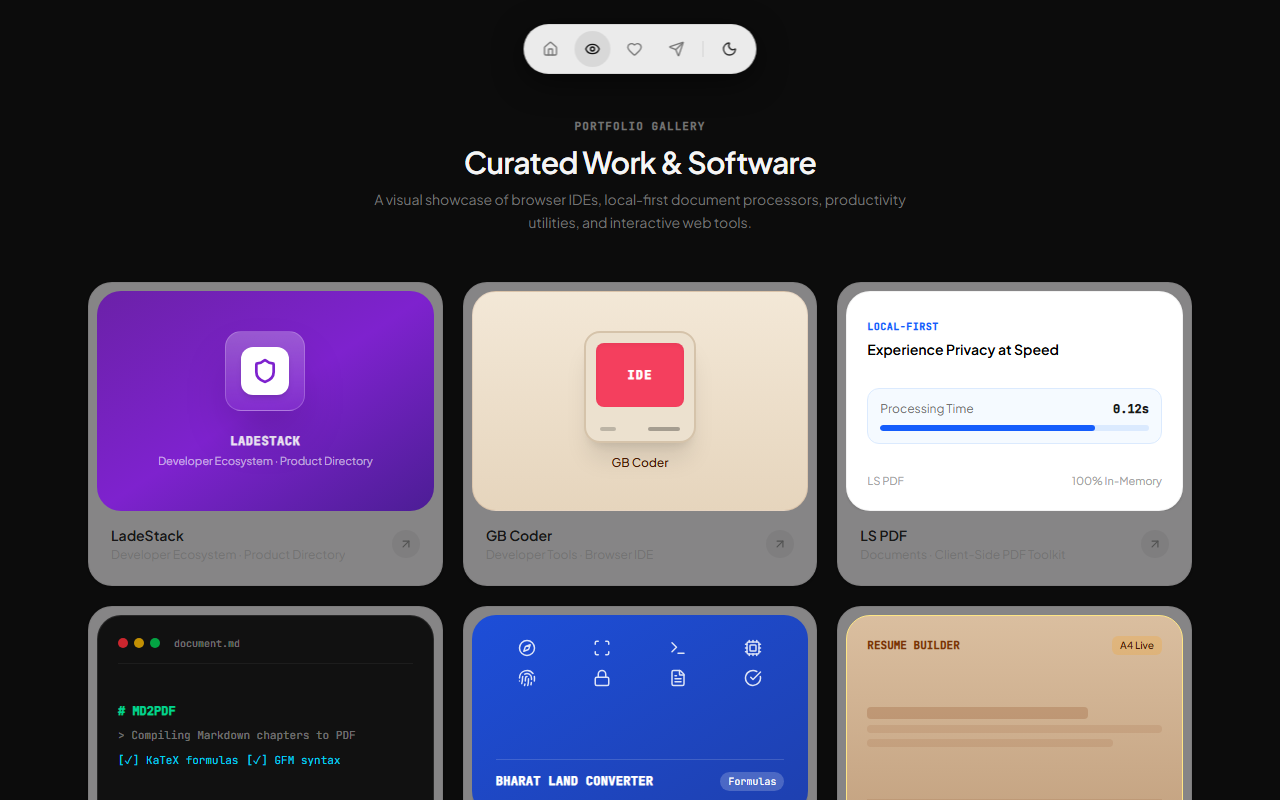 PORTFOLIO GALLERY
Curated Work & Software
A visual showcase of browser IDEs, local-first document processors, productivity
utilities, and interactive web tools.
LADESTACK
Developer Ecosystem · Product Directory
LadeStack
Developer Ecosystem · Product Directory
IDE
GB Coder
GB Coder
Developer Tools · Browser IDE
LOCAL-FIRST
Experience Privacy at Speed
Processing Time 0.12s
LS PDF 100% In-Memory
LS PDF
Documents · Client-Side PDF Toolkit
document.md
# MD2PDF
> Compiling Markdown chapters to PDF
[✓] KaTeX formulas [✓] GFM syntax
BHARAT LAND CONVERTER Formulas
RESUME BUILDER A4 Live